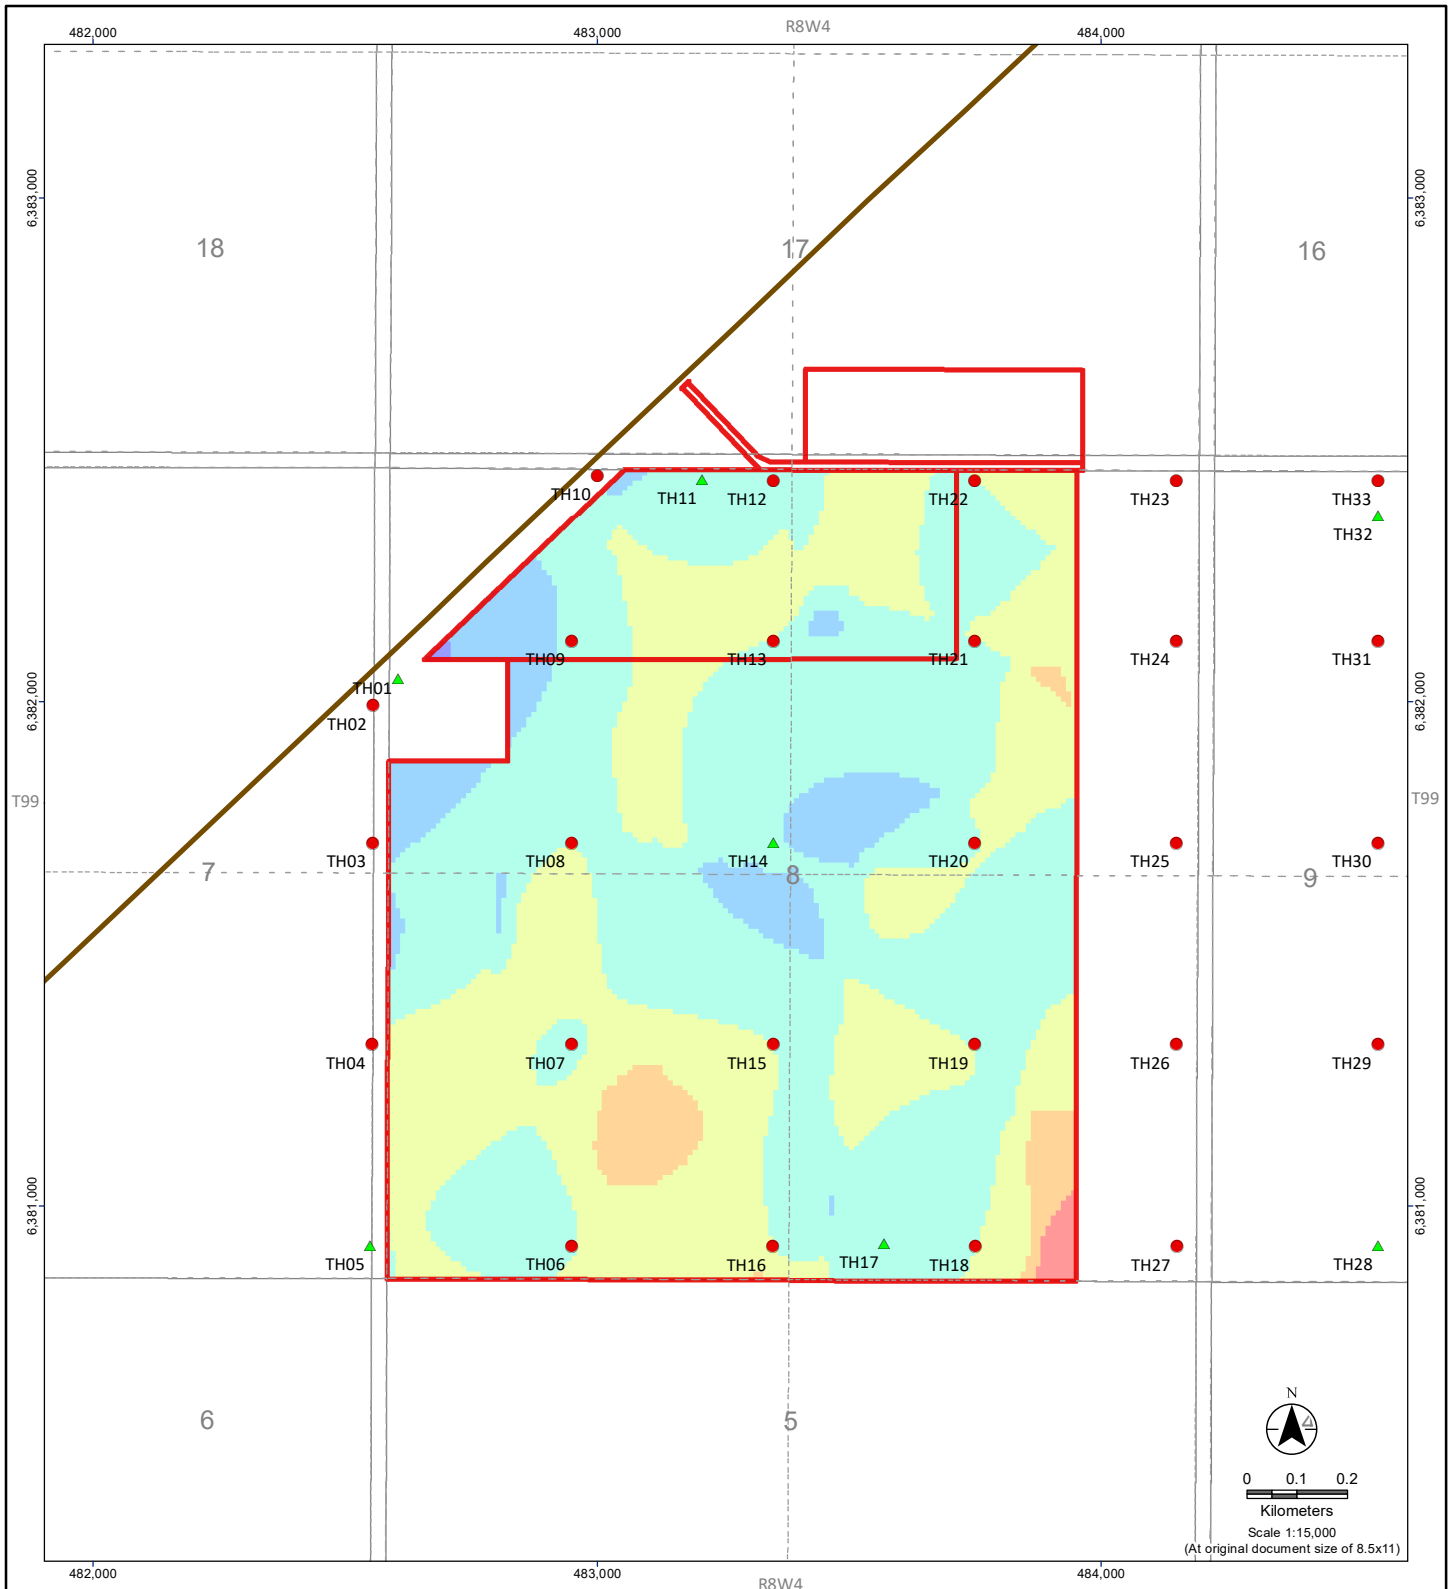 R8W4
482,000
483,000
484,000
6,383,000
6,383,000
18
17
16
TH10
TH11
TH12
TH22
TH23
TH33
TH32
TH09
TH13
TH21
TH24
TH31
TH01
TH02
6,382,000
6,382,000
T99
T99
TH03
TH08
TH14
TH20
TH25
TH30
7
8
9
TH04
TH07
TH15
TH19
TH26
TH29
6,381,000
6,381,000
TH05
TH06
TH16
TH17
TH18
TH27
TH28
6
5
4
N
0 0.1 0.2
Kilometers
Scale 1:15,000
(At original document size of 8.5x11)
482,000
483,000
484,000
R8W4